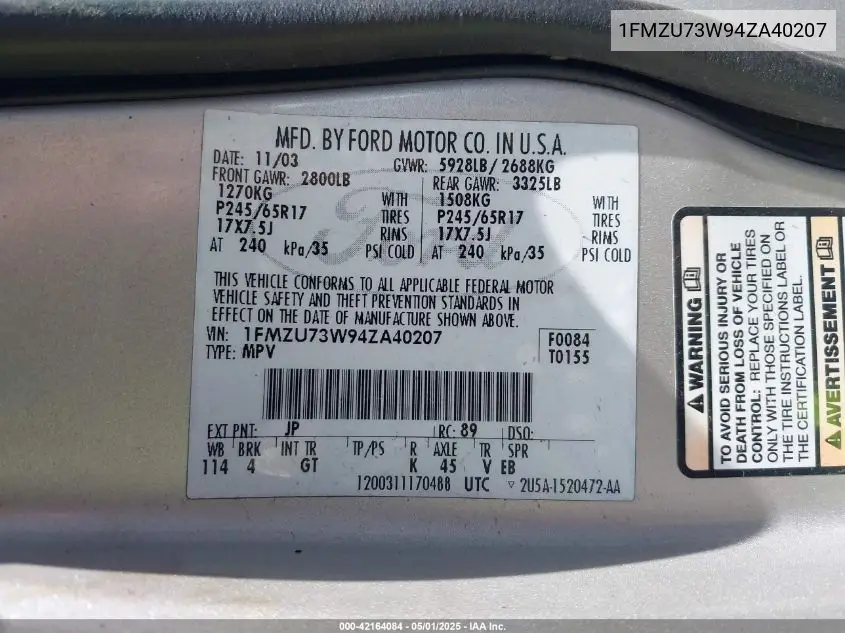 1FMZU73W94ZA40207
MFD. BY FORD MOTOR CO. IN U.S.A.
DATE: 11/03 GVWR: 5928LB/ 2688KG
FRONT GAWR: 2800LB REAR GAWR: 3325LB
1270KG WITH 1508KG WITH
P245/65R17 TIRES P245/65R17 TIRES
17X7.5J RIMS 17X7.5J RIMS
AT 240 kPa/35 PSI COLD AT 240 kPa/35 PSI COLD
Ford
THIS VEHICLE CONFORMS TO ALL APPLICABLE FEDERAL MOTOR
VEHICLE SAFETY AND THEFT PREVENTION STANDARDS IN
EFFECT ON THE DATE OF MANUFACTURE SHOWN ABOVE.
VIN: 1FMZU73W94ZA40207 F0084
TYPE: MPV T0155
EXT PNT: JP RC: 89 DSO:
WB BRK INT TR TP/PS R AXLE TR SPR
114 4 GT K 45 V EB
1200311170488 UTC ▽ 2U5A-1520472-AA
WARNING
TO AVOID SERIOUS INJURY OR
DEATH FROM LOSS OF VEHICLE
CONTROL: REPLACE YOUR TIRES
ONLY WITH THOSE SPECIFIED ON
THE TIRE INSTRUCTIONS LABEL OR
THE CERTIFICATION LABEL.
AVERTISSEMENT
000-42164084 - 05/01/2025 - IAA Inc.